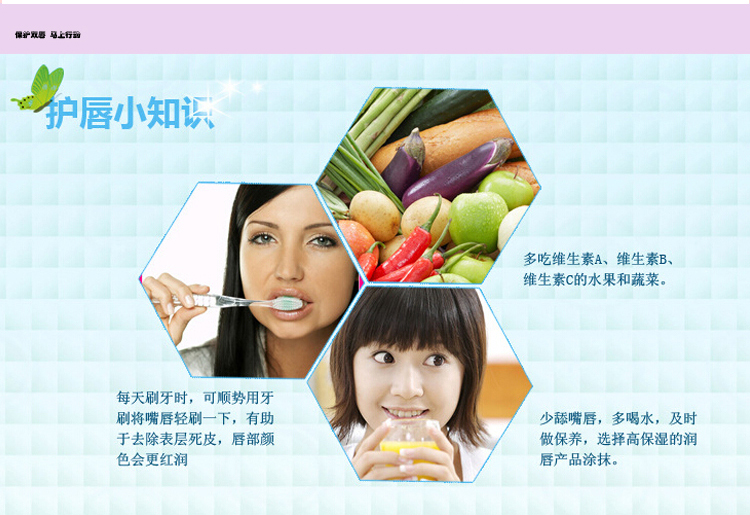 保护双唇 马上行动
护唇小知识
多吃维生素A、维生素B、
维生素C的水果和蔬菜。
每天刷牙时，可顺势用牙
刷将嘴唇轻刷一下，有助
于去除表层死皮，唇部颜
色会更红润
少舔嘴唇，多喝水，及时
做保养，选择高保湿的润
唇产品涂抹。